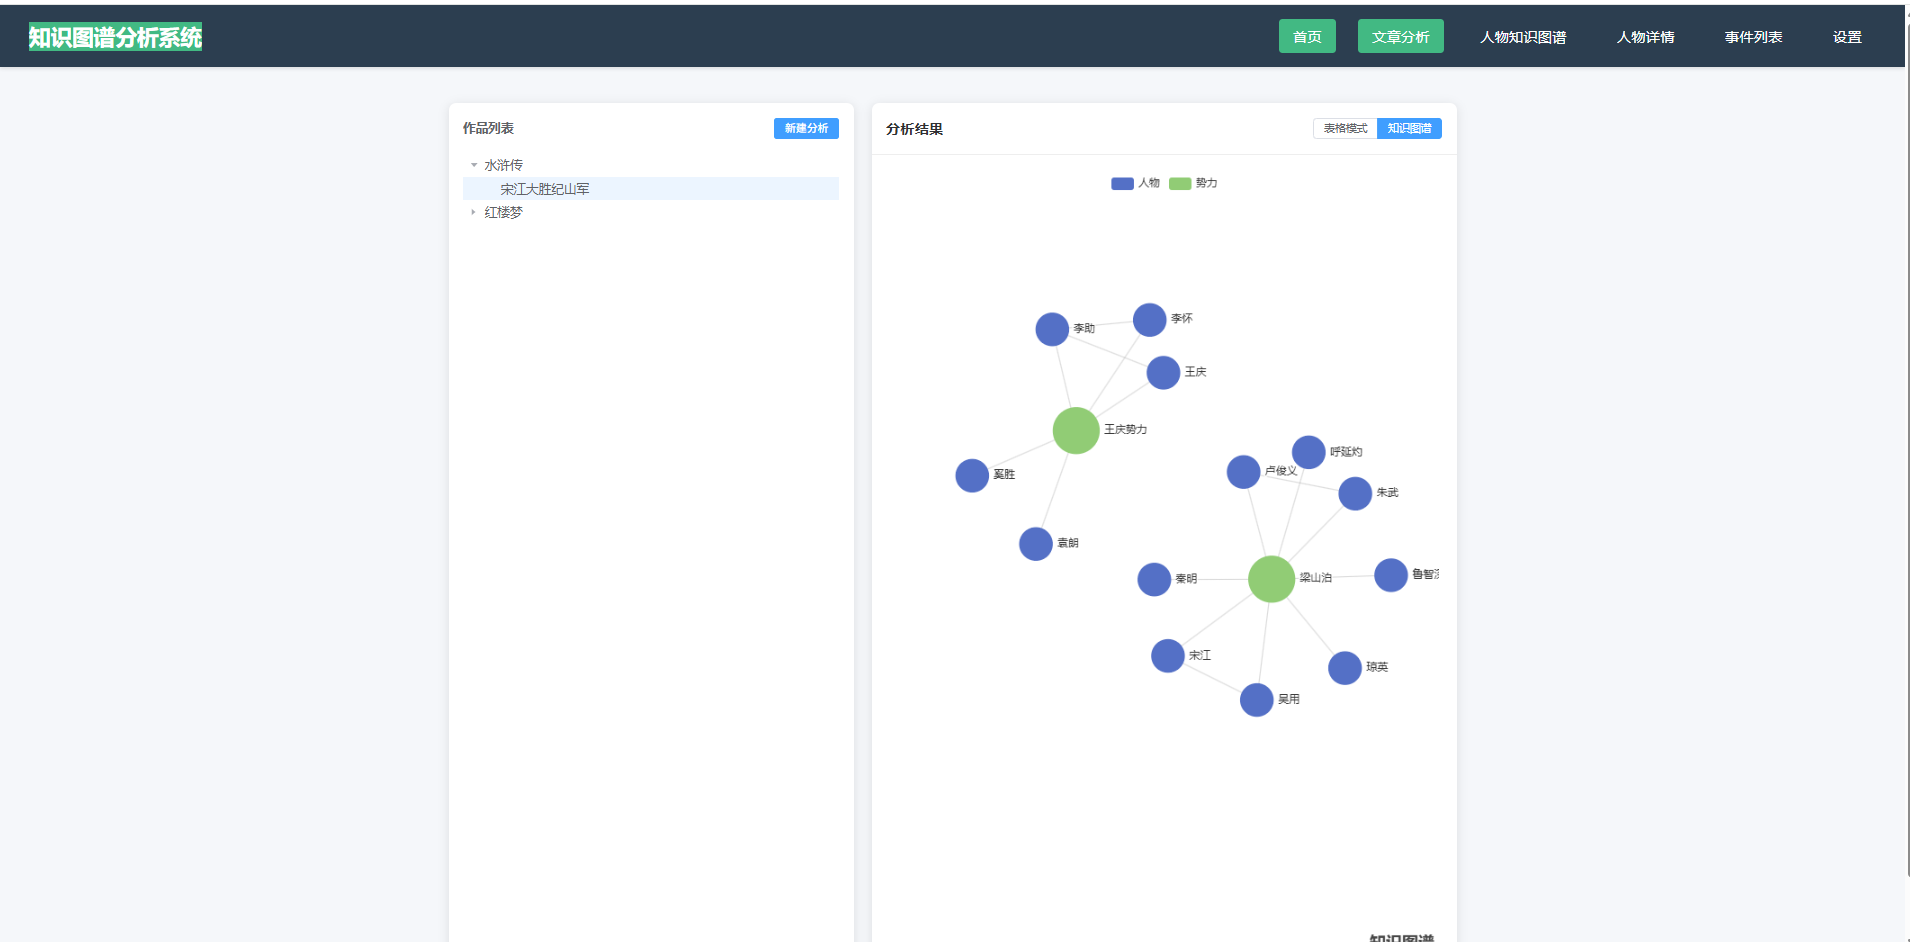 知识图谱分析系统
首页
文章分析
人物知识图谱
人物详情
事件列表
设置
作品列表
新建分析
水浒传
宋江大胜纪山军
红楼梦
分析结果
表格模式
知识图谱
人物
势力
李助
李怀
王庆
王庆势力
奚胜
袁朗
呼延灼
卢俊义
朱武
秦明
梁山泊
鲁智
宋江
琼英
吴用
知识图谱